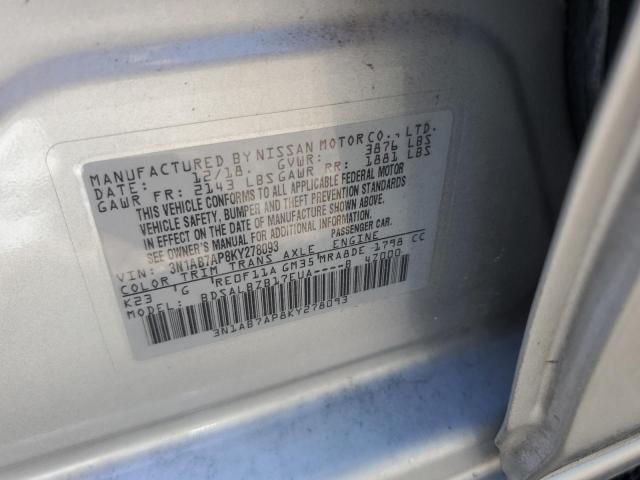 MANUFACTURED BY NISSAN MOTOR CO., LTD.
DATE: 12/18 GVWR: 3876 LBS
GAWR FR: 2143 LBS GAWR RR: 1881 LBS
THIS VEHICLE CONFORMS TO ALL APPLICABLE FEDERAL MOTOR
VEHICLE SAFETY, BUMPER AND THEFT PREVENTION STANDARDS
IN EFFECT ON THE DATE OF MANUFACTURE SHOWN ABOVE.
SEE OWNER'S MANUAL FOR ADDITIONAL INFORMATION.
VIN: 3N1AB7AP8KY278093 PASSENGER CAR.
COLOR TRIM TRANS AXLE ENGINE
K23 G RE0F11A GM35 MRA8DE 1798 CC
MODEL: BDSALBZB17EUA----B 47000
3N1AB7AP8KY278093